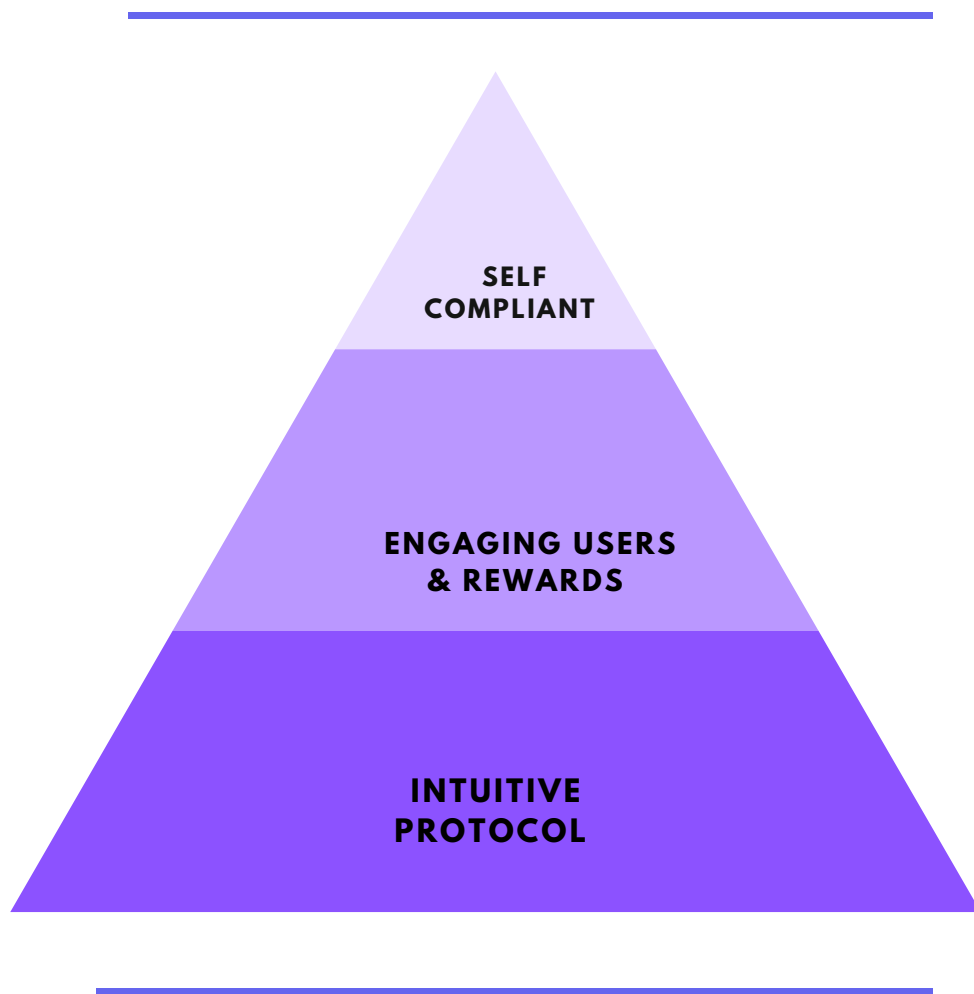 SELF
COMPLIANT
ENGAGING USERS
& REWARDS
INTUITIVE
PROTOCOL